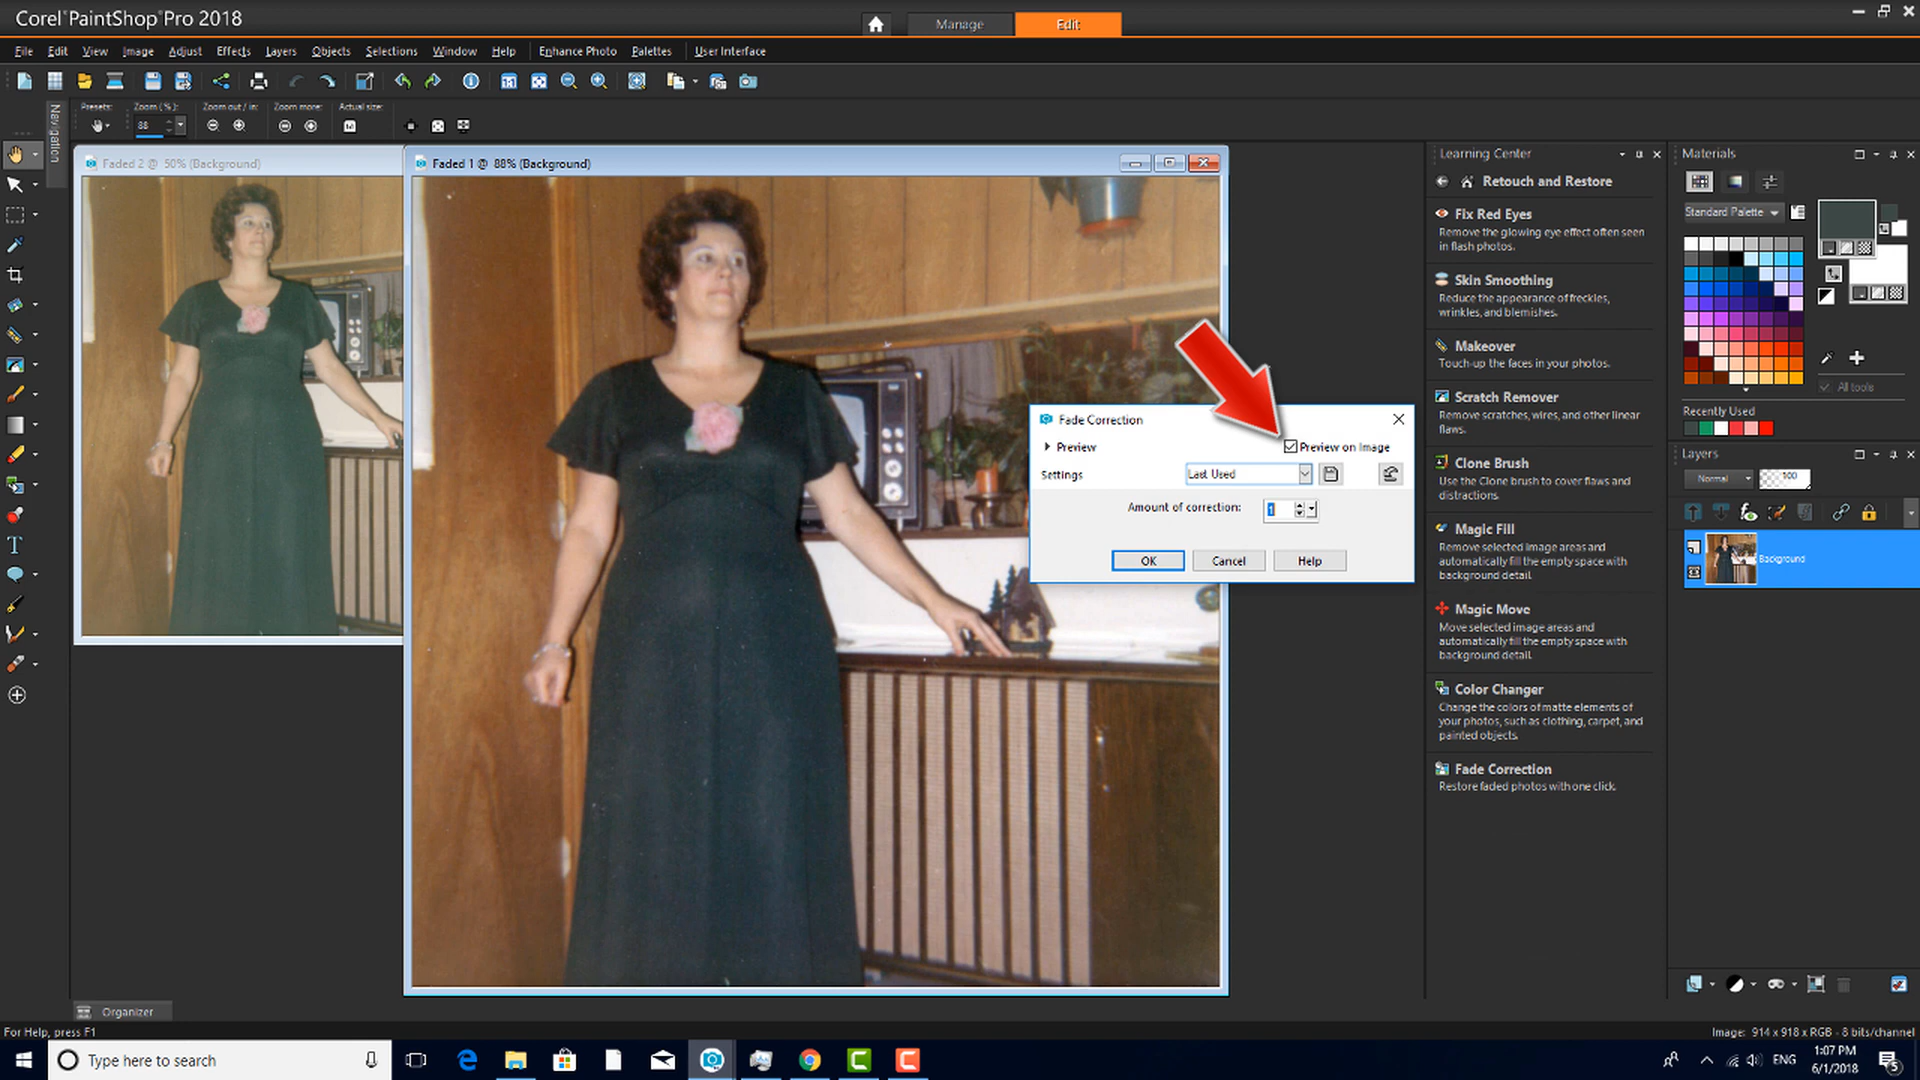 Corel PaintShop Pro 2018
Manage
Edit
File Edit View Image Adjust Effects Layers Objects Selections Window Help Enhance Photo Palettes User Interface
Presets: Zoom (%): Zoom out / in: Zoom more: Actual size:
88
Navigation
Faded 2 @ 50% (Background)
Faded 1 @ 88% (Background)
Fade Correction
Preview
Preview on Image
Settings
Last Used
Amount of correction:
1
OK
Cancel
Help
Learning Center
Retouch and Restore
Fix Red Eyes
Remove the glowing eye effect often seen
in flash photos.
Skin Smoothing
Reduce the appearance of freckles,
wrinkles, and blemishes.
Makeover
Touch-up the faces in your photos.
Scratch Remover
Remove scratches, wires, and other linear
flaws.
Clone Brush
Use the Clone brush to cover flaws and
distractions.
Magic Fill
Remove selected image areas and
automatically fill the empty space with
background detail.
Magic Move
Move selected image areas and
automatically fill the empty space with
background detail.
Color Changer
Change the colors of matte elements of
your photos, such as clothing, carpet, and
painted objects.
Fade Correction
Restore faded photos with one click.
Materials
Standard Palette
All tools
Recently Used
Layers
Normal
100
Background
Organizer
For Help, press F1
Image: 914 x 918 x RGB - 8 bits/channel
Type here to search
ENG
1:07 PM
6/1/2018
5